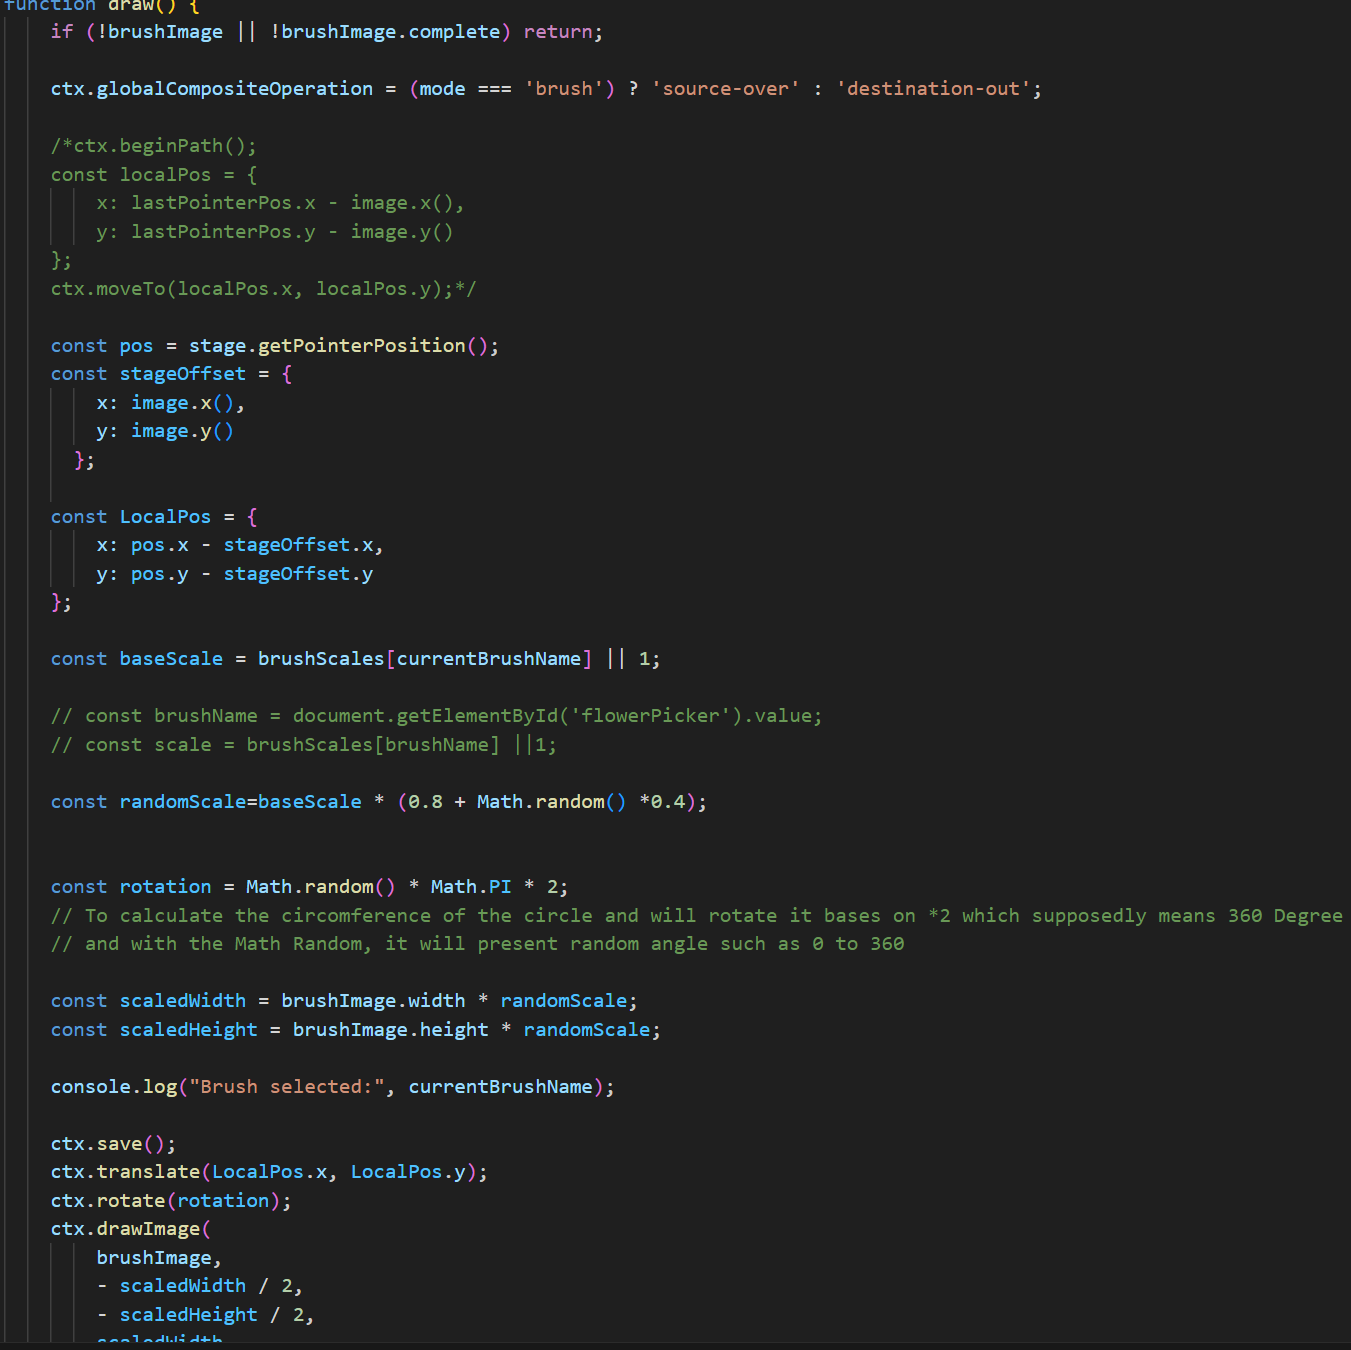 function draw() {
if (!brushImage || !brushImage.complete) return;
ctx.globalCompositeOperation = (mode === 'brush') ? 'source-over' : 'destination-out';
/*ctx.beginPath();
const localPos = {
x: lastPointerPos.x - image.x(),
y: lastPointerPos.y - image.y()
};
ctx.moveTo(localPos.x, localPos.y);*/
const pos = stage.getPointerPosition();
const stageOffset = {
x: image.x(),
y: image.y()
};
const LocalPos = {
x: pos.x - stageOffset.x,
y: pos.y - stageOffset.y
};
const baseScale = brushScales[currentBrushName] || 1;
// const brushName = document.getElementById('flowerPicker').value;
// const scale = brushScales[brushName] ||1;
const randomScale=baseScale * (0.8 + Math.random() *0.4);
const rotation = Math.random() * Math.PI * 2;
// To calculate the circomference of the circle and will rotate it bases on *2 which supposedly means 360 Degree
// and with the Math Random, it will present random angle such as 0 to 360
const scaledWidth = brushImage.width * randomScale;
const scaledHeight = brushImage.height * randomScale;
console.log("Brush selected:", currentBrushName);
ctx.save();
ctx.translate(LocalPos.x, LocalPos.y);
ctx.rotate(rotation);
ctx.drawImage(
brushImage,
- scaledWidth / 2,
- scaledHeight / 2,
scaledWidth